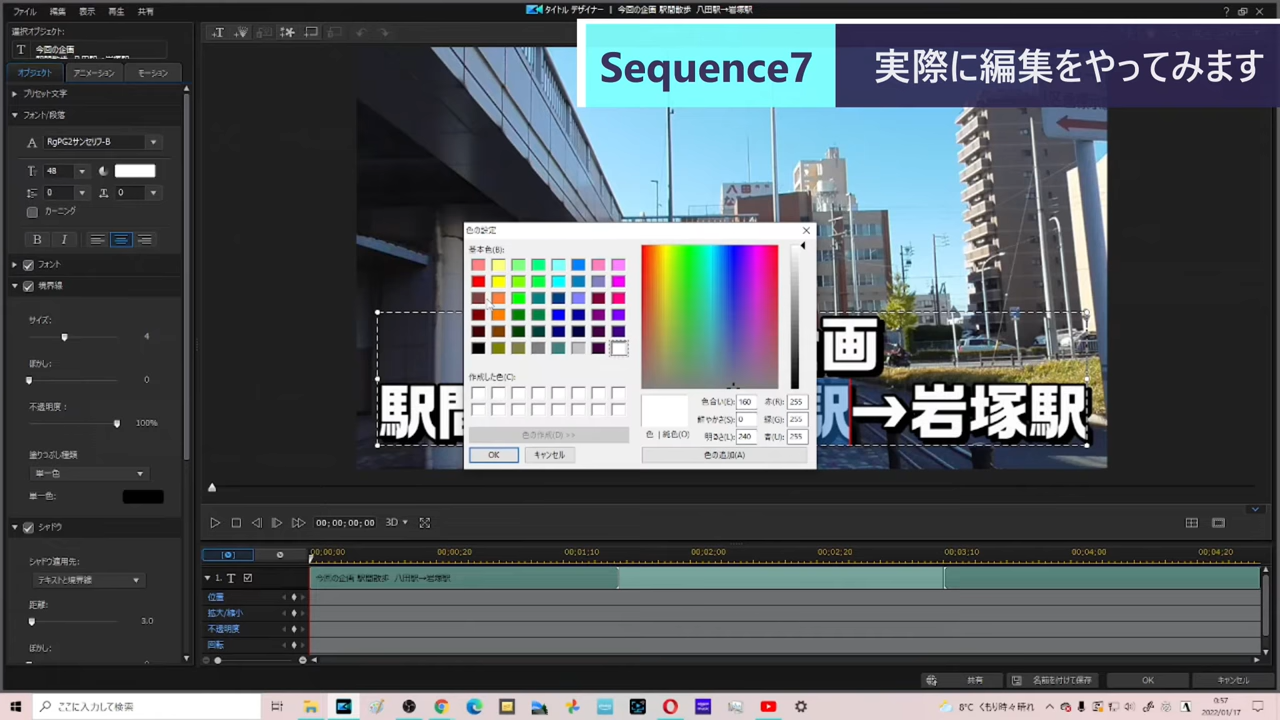 ファイル 編集 表示 再生 共有
タイトル デザイナー | 今回の企画 駅間散歩 八田駅→岩塚駅
選択オブジェクト:
今回の企画
Sequence7 実際に編集をやってみます
オブジェクト アニメーション モーション
プリセット文字
フォント/段落
RgPG2サンセリフ-B
48
0 0
カーニング
B I
フォント
境界線
サイズ:
4
ぼかし:
0
不透明度:
100%
塗りつぶし種類
単一色
単一色:
シャドウ
シャドウ適用先:
テキストと境界線
距離:
3.0
ぼかし:
色の設定
基本色(B):
作成した色(C):
色の作成(D) >>
OK キャンセル
色合い(E): 160 赤(R): 255
鮮やかさ(S): 0 緑(G): 255
色 | 純色(O) 明るさ(L): 240 青(U): 255
色の追加(A)
画
駅間
駅→岩塚駅
00;00;00;00 3D
00;00;00 00;00;20 00;01;10 00;02;00 00;02;20 00;03;10 00;04;00 00;04;20
1. T 今回の企画 駅間散歩 八田駅→岩塚駅
位置
拡大/縮小
不透明度
回転
共有 名前を付けて保存 OK キャンセル
ここに入力して検索
8℃ くもり時々晴れ
A
0:37
2022/01/17